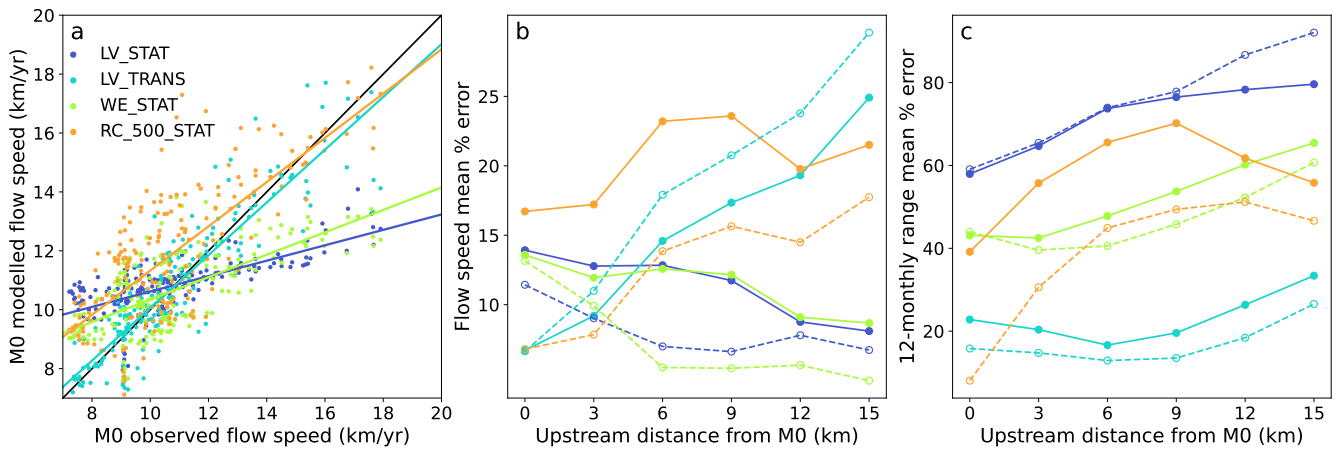 a
LV_STAT
LV_TRANS
WE_STAT
RC_500_STAT
20
18
16
14
12
10
8
8 10 12 14 16 18 20
M0 modelled flow speed (km/yr)
M0 observed flow speed (km/yr)
b
25
20
15
10
0 3 6 9 12 15
Flow speed mean % error
Upstream distance from M0 (km)
c
80
60
40
20
0 3 6 9 12 15
12-monthly range mean % error
Upstream distance from M0 (km)